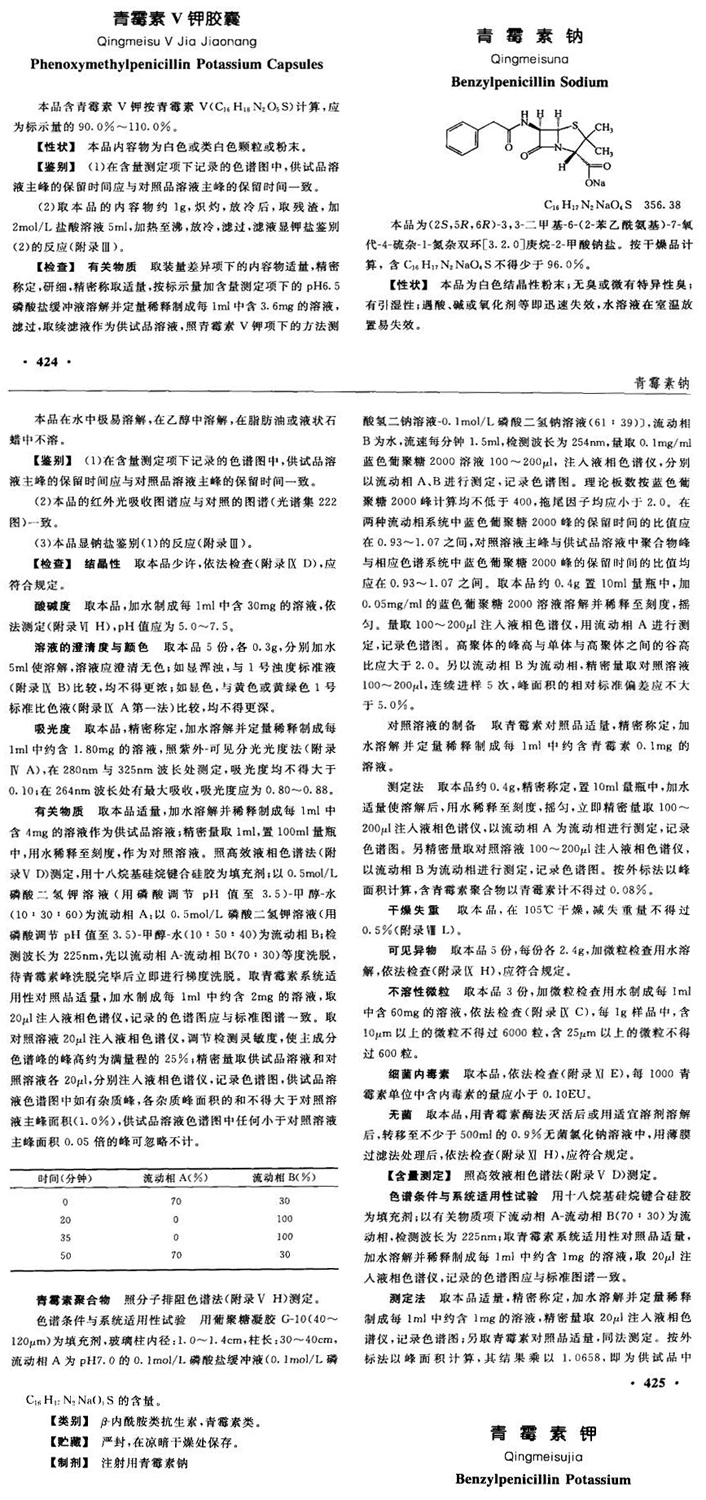 青霉素 V 钾胶囊
Qingmeisu V Jia Jiaonang
Phenoxymethylpenicillin Potassium Capsules
本品含青霉素 V 钾按青霉素 V(C₁₆H₁₈N₂O₅S)计算,应
为标示量的 90.0%～110.0%。
【性状】 本品内容物为白色或类白色颗粒或粉末。
【鉴别】 (1)在含量测定项下记录的色谱图中,供试品溶
液主峰的保留时间应与对照品溶液主峰的保留时间一致。
(2)取本品的内容物约 1g,炽灼,放冷后,取残渣,加
2mol/L 盐酸溶液 5ml,加热至沸,放冷,滤过,滤液显钾盐鉴别
(2)的反应(附录Ⅲ)。
【检查】 有关物质 取装量差异项下的内容物适量,精密
称定,研细,精密称取适量,按标示量加含量测定项下的 pH6.5
磷酸盐缓冲液溶解并定量稀释制成每 1ml 中含 3.6mg 的溶液,
滤过,取续滤液作为供试品溶液,照青霉素 V 钾项下的方法测
· 424 ·
青霉素钠
Qingmeisuna
Benzylpenicillin Sodium
H H H
N S CH₃
O O N CH₃
H O
ONa
C₁₆H₁₇N₂NaO₄S 356.38
本品为(2S,5R,6R)-3,3-二甲基-6-(2-苯乙酰氨基)-7-氧
代-4-硫杂-1-氮杂双环[3.2.0]庚烷-2-甲酸钠盐。按干燥品计
算,含 C₁₆H₁₇N₂NaO₄S 不得少于 96.0%。
【性状】 本品为白色结晶性粉末;无臭或微有特异性臭;
有引湿性;遇酸、碱或氧化剂等即迅速失效,水溶液在室温放
置易失效。
青霉素钠
本品在水中极易溶解,在乙醇中溶解,在脂肪油或液状石
蜡中不溶。
【鉴别】 (1)在含量测定项下记录的色谱图中,供试品溶
液主峰的保留时间应与对照品溶液主峰的保留时间一致。
(2)本品的红外光吸收图谱应与对照的图谱(光谱集 222
图)一致。
(3)本品显钠盐鉴别(1)的反应(附录Ⅲ)。
【检查】 结晶性 取本品少许,依法检查(附录Ⅸ D),应
符合规定。
酸碱度 取本品,加水制成每 1ml 中含 30mg 的溶液,依
法测定(附录Ⅵ H),pH 值应为 5.0～7.5。
溶液的澄清度与颜色 取本品 5 份,各 0.3g,分别加水
5ml 使溶解,溶液应澄清无色;如显浑浊,与 1 号浊度标准液
(附录Ⅸ B)比较,均不得更浓;如显色,与黄色或黄绿色 1 号
标准比色液(附录Ⅸ A 第一法)比较,均不得更深。
吸光度 取本品,精密称定,加水溶解并定量稀释制成每
1ml 中约含 1.80mg 的溶液,照紫外-可见分光光度法(附录
Ⅳ A),在 280nm 与 325nm 波长处测定,吸光度均不得大于
0.10;在 264nm 波长处有最大吸收,吸光度应为 0.80～0.88。
有关物质 取本品适量,加水溶解并稀释制成每 1ml 中
含 4mg 的溶液作为供试品溶液;精密量取 1ml,置 100ml 量瓶
中,用水稀释至刻度,作为对照溶液。照高效液相色谱法(附
录Ⅴ D)测定,用十八烷基硅烷键合硅胶为填充剂;以 0.5mol/L
磷酸二氢钾溶液(用磷酸调节 pH 值至 3.5)-甲醇-水
(10:30:60)为流动相 A;以 0.5mol/L 磷酸二氢钾溶液(用
磷酸调节 pH 值至 3.5)-甲醇-水(10:50:40)为流动相 B;检
测波长为 225nm,先以流动相 A-流动相 B(70:30)等度洗脱,
待青霉素峰洗脱完毕后立即进行梯度洗脱。取青霉素系统适
用性对照品适量,加水制成每 1ml 中约含 2mg 的溶液,取
20μl 注入液相色谱仪,记录的色谱图应与标准图谱一致。取
对照溶液 20μl 注入液相色谱仪,调节检测灵敏度,使主成分
色谱峰的峰高约为满量程的 25%;精密量取供试品溶液和对
照溶液各 20μl,分别注入液相色谱仪,记录色谱图,供试品溶
液色谱图中如有杂质峰,各杂质峰面积的和不得大于对照溶
液主峰面积(1.0%),供试品溶液色谱图中任何小于对照溶液
主峰面积 0.05 倍的峰可忽略不计。
时间(分钟) 流动相 A(%) 流动相 B(%)
0 70 30
20 0 100
35 0 100
50 70 30
青霉素聚合物 照分子排阻色谱法(附录Ⅴ H)测定。
色谱条件与系统适用性试验 用葡聚糖凝胶 G-10(40～
120μm)为填充剂,玻璃柱内径:1.0～1.4cm,柱长:30～40cm,
流动相 A 为 pH7.0 的 0.1mol/L 磷酸盐缓冲液〔0.1mol/L 磷
酸氢二钠溶液-0.1mol/L 磷酸二氢钠溶液(61:39)〕,流动相
B 为水,流速每分钟 1.5ml,检测波长为 254nm,量取 0.1mg/ml
蓝色葡聚糖 2000 溶液 100～200μl,注入液相色谱仪,分别
以流动相 A、B 进行测定,记录色谱图。理论板数按蓝色葡
聚糖 2000 峰计算均不低于 400,拖尾因子均应小于 2.0。在
两种流动相系统中蓝色葡聚糖 2000 峰的保留时间的比值应
在 0.93～1.07 之间,对照溶液主峰与供试品溶液中聚合物峰
与相应色谱系统中蓝色葡聚糖 2000 峰的保留时间的比值均
应在 0.93～1.07 之间。取本品约 0.4g 置 10ml 量瓶中,加
0.05mg/ml 的蓝色葡聚糖 2000 溶液溶解并稀释至刻度,摇
匀。量取 100～200μl 注入液相色谱仪,用流动相 A 进行测
定,记录色谱图。高聚体的峰高与单体与高聚体之间的谷高
比应大于 2.0。另以流动相 B 为流动相,精密量取对照溶液
100～200μl,连续进样 5 次,峰面积的相对标准偏差应不大
于 5.0%。
对照溶液的制备 取青霉素对照品适量,精密称定,加
水溶解并定量稀释制成每 1ml 中约含青霉素 0.1mg 的
溶液。
测定法 取本品约 0.4g,精密称定,置 10ml 量瓶中,加水
适量使溶解后,用水稀释至刻度,摇匀,立即精密量取 100～
200μl 注入液相色谱仪,以流动相 A 为流动相进行测定,记录
色谱图。另精密量取对照溶液 100～200μl 注入液相色谱仪,
以流动相 B 为流动相进行测定,记录色谱图。按外标法以峰
面积计算,含青霉素聚合物以青霉素计不得过 0.08%。
干燥失重 取本品,在 105℃ 干燥,减失重量不得过
0.5%(附录Ⅷ L)。
可见异物 取本品 5 份,每份各 2.4g,加微粒检查用水溶
解,依法检查(附录Ⅸ H),应符合规定。
不溶性微粒 取本品 3 份,加微粒检查用水制成每 1ml
中含 60mg 的溶液,依法检查(附录Ⅸ C),每 1g 样品中,含
10μm 以上的微粒不得过 6000 粒,含 25μm 以上的微粒不得
过 600 粒。
细菌内毒素 取本品,依法检查(附录Ⅺ E),每 1000 青
霉素单位中含内毒素的量应小于 0.10EU。
无菌 取本品,用青霉素酶法灭活后或用适宜溶剂溶解
后,转移至不少于 500ml 的 0.9%无菌氯化钠溶液中,用薄膜
过滤法处理后,依法检查(附录Ⅺ H),应符合规定。
【含量测定】 照高效液相色谱法(附录Ⅴ D)测定。
色谱条件与系统适用性试验 用十八烷基硅烷键合硅胶
为填充剂;以有关物质项下流动相 A-流动相 B(70:30)为流
动相,检测波长为 225nm;取青霉素系统适用性对照品适量,
加水溶解并稀释制成每 1ml 中约含 1mg 的溶液,取 20μl 注
入液相色谱仪,记录的色谱图应与标准图谱一致。
测定法 取本品适量,精密称定,加水溶解并定量稀释
制成每 1ml 中约含 1mg 的溶液,精密量取 20μl 注入液相色
谱仪,记录色谱图;另取青霉素对照品适量,同法测定。按外
标法以峰面积计算,其结果乘以 1.0658,即为供试品中
· 425 ·
C₁₆H₁₇N₂NaO₄S 的含量。
【类别】 β-内酰胺类抗生素,青霉素类。
【贮藏】 严封,在凉暗干燥处保存。
【制剂】 注射用青霉素钠
青霉素钾
Qingmeisujia
Benzylpenicillin Potassium